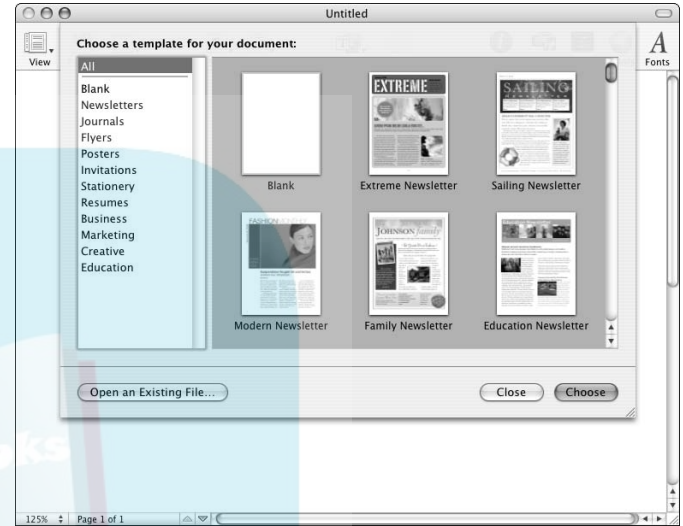 Untitled
Choose a template for your document:
View
Fonts
All
Blank
Newsletters
Journals
Flyers
Posters
Invitations
Stationery
Resumes
Business
Marketing
Creative
Education
EXTREME
SAILING
Blank
Extreme Newsletter
Sailing Newsletter
FASHION MONTHLY
JOHNSON family
Modern Newsletter
Family Newsletter
Education Newsletter
Open an Existing File...
Close
Choose
125%
Page 1 of 1